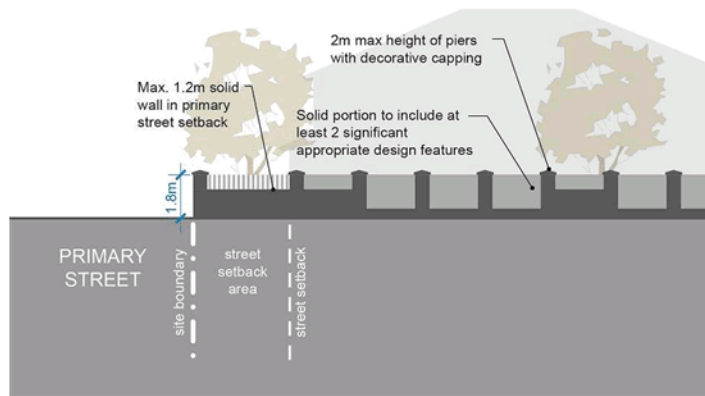 2m max height of piers
with decorative capping
Max. 1.2m solid
wall in primary
street setback
Solid portion to include at
least 2 significant
appropriate design features
1.8m
PRIMARY
STREET
site boundary
street
setback
area
street setback